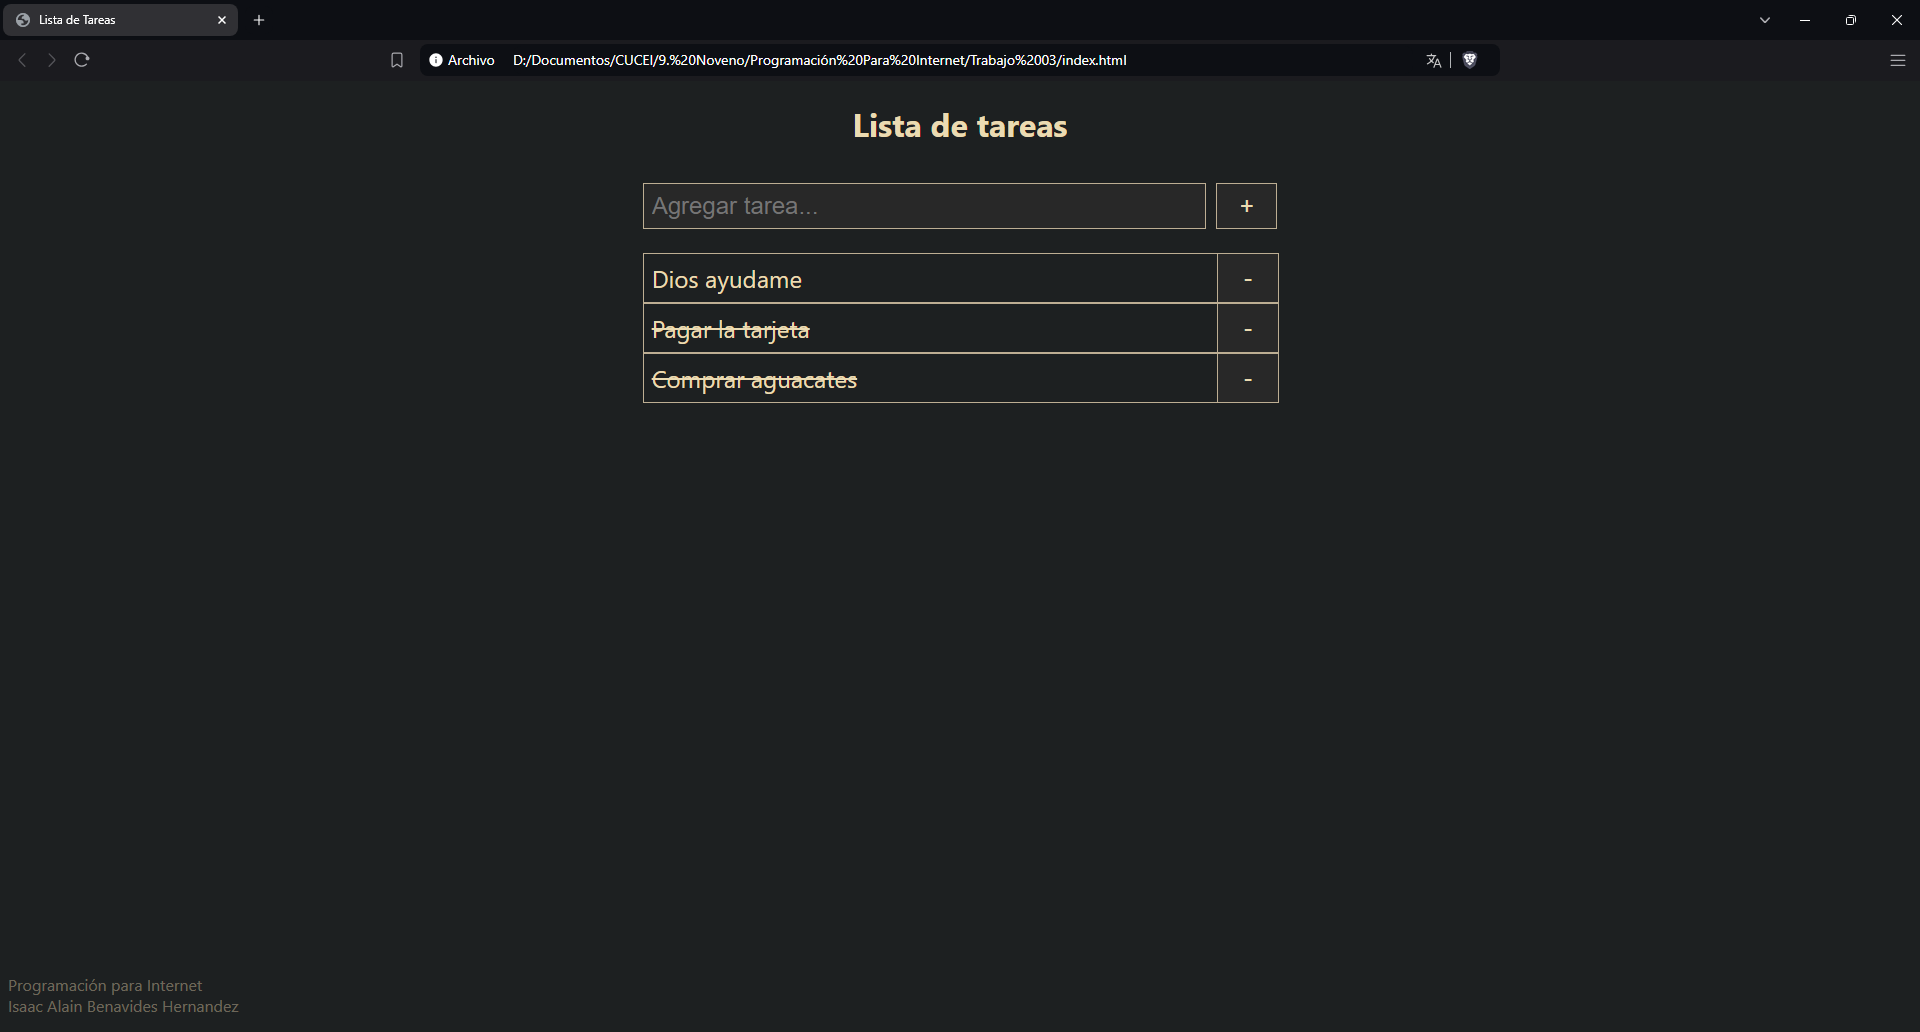 Lista de Tareas
Archivo D:/Documentos/CUCEI/9.%20Noveno/Programación%20Para%20Internet/Trabajo%2003/index.html
Lista de tareas
Agregar tarea... +
Dios ayudame -
Pagar la tarjeta -
Comprar aguacates -
Programación para Internet
Isaac Alain Benavides Hernandez